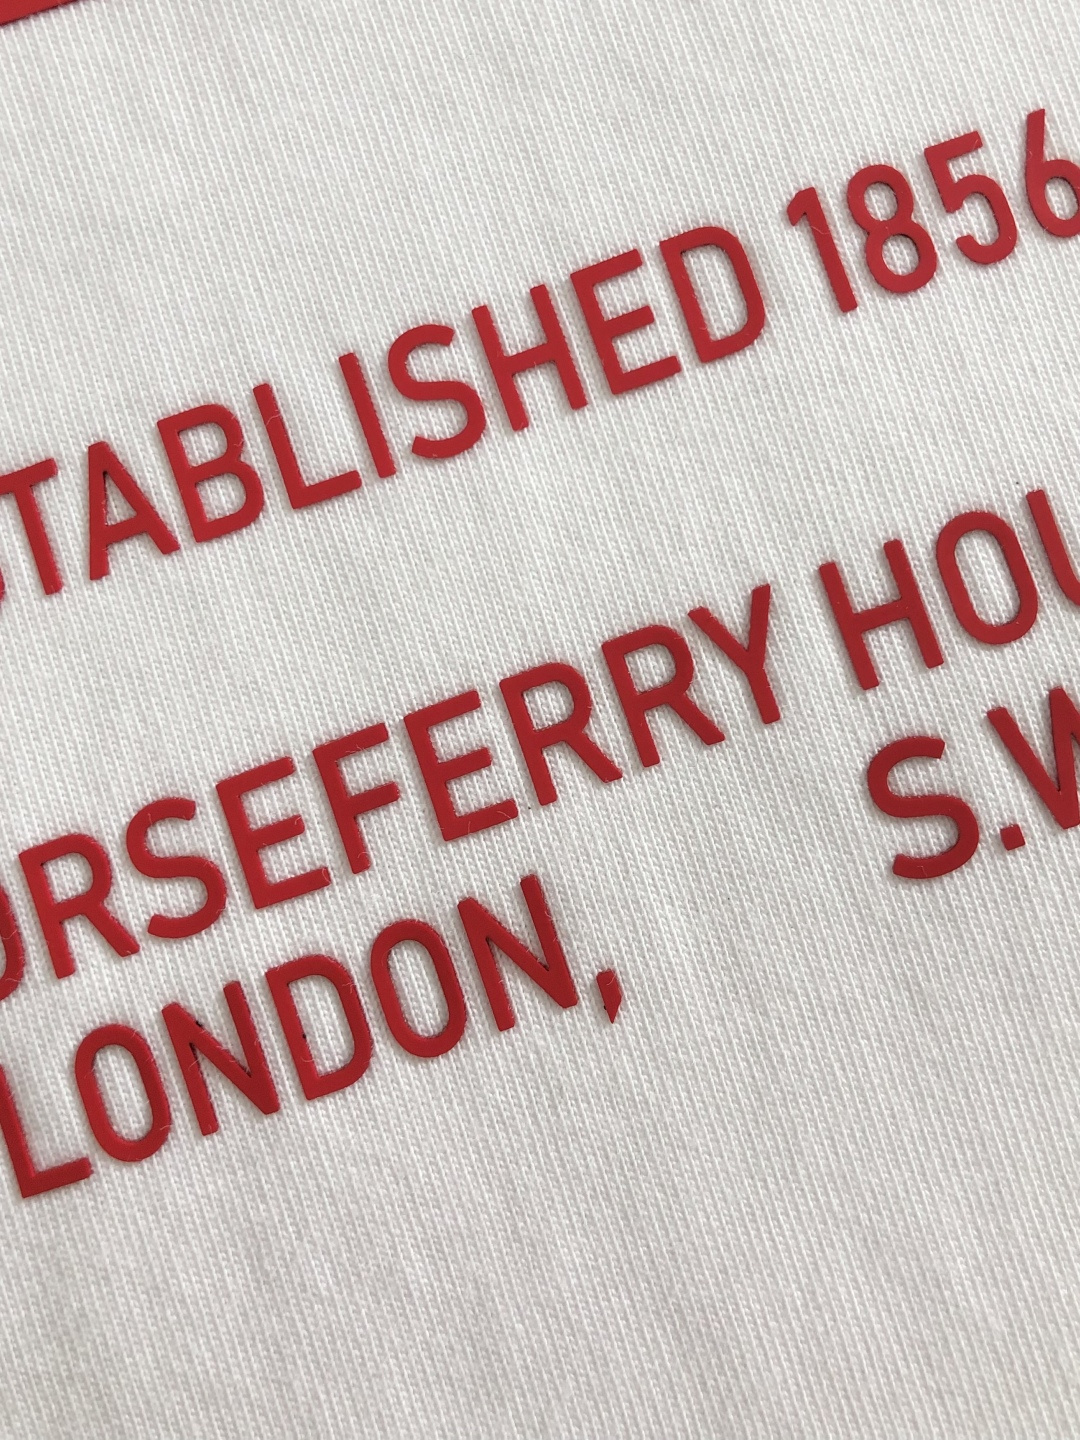 STABLISHED 1856
ORSEFERRY HOU
LONDON, S.W